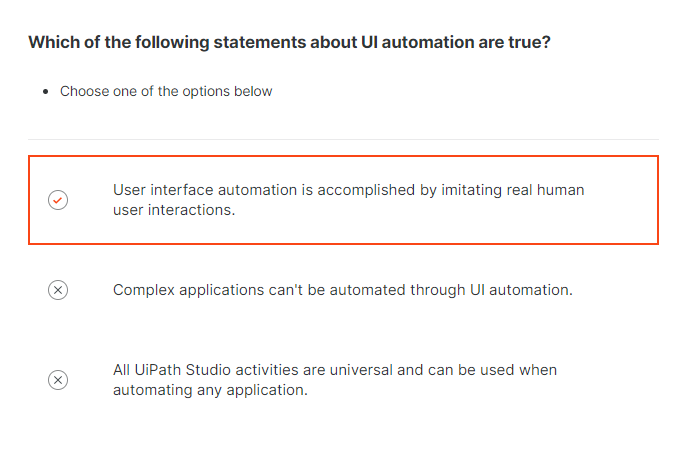 Which of the following statements about UI automation are true?
• Choose one of the options below
User interface automation is accomplished by imitating real human
user interactions.
Complex applications can't be automated through UI automation.
All UiPath Studio activities are universal and can be used when
automating any application.